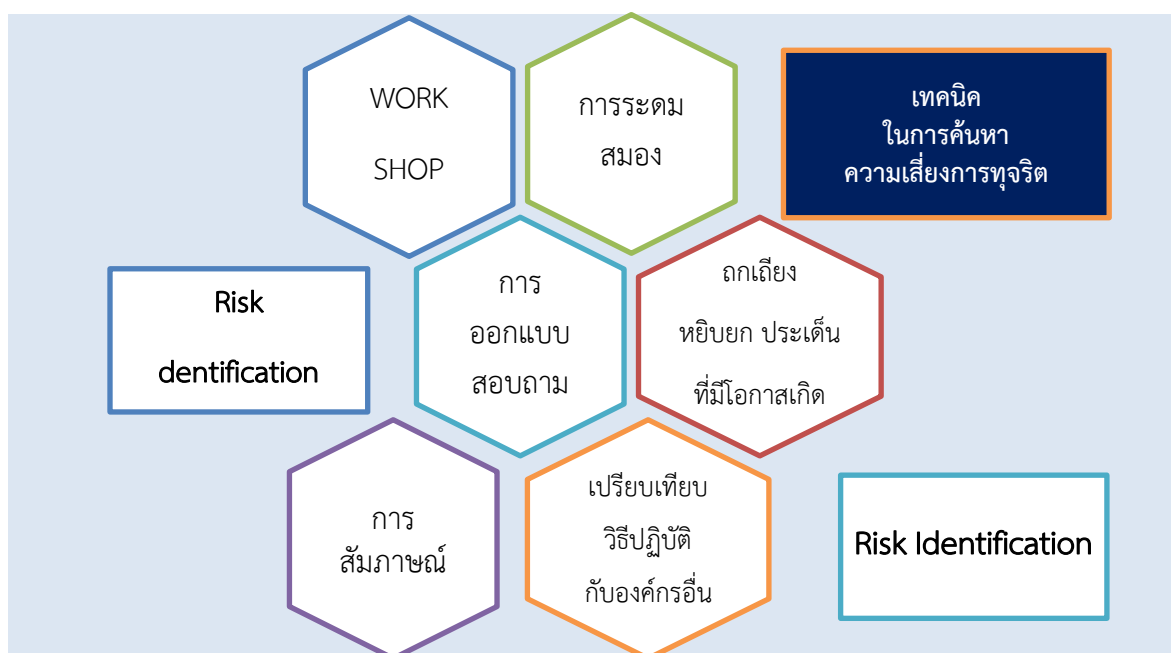 WORK
SHOP
การระดม
สมอง
เทคนิค
ในการค้นหา
ความเสี่ยงการทุจริต
Risk
dentification
การ
ออกแบบ
สอบถาม
ถกเถียง
หยิบยก ประเด็น
ที่มีโอกาสเกิด
การ
สัมภาษณ์
เปรียบเทียบ
วิธีปฏิบัติ
กับองค์กรอื่น
Risk Identification